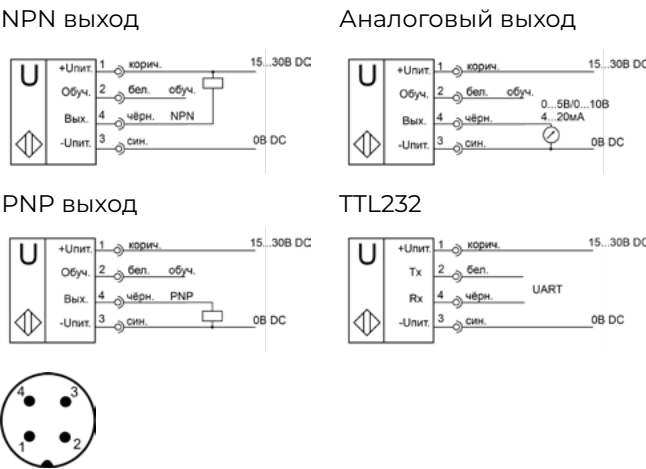 NPN выход
Аналоговый выход
+Uпит. 1 корич. 15...30В DC
Обуч. 2 бел. обуч.
Вых. 4 чёрн. NPN
-Uпит. 3 син. 0В DC
U
+Uпит. 1 корич. 15...30В DC
Обуч. 2 бел. обуч.
0...5В/0...10В
Вых. 4 чёрн. 4...20мА
-Uпит. 3 син. 0В DC
U
PNP выход
TTL232
+Uпит. 1 корич. 15...30В DC
Обуч. 2 бел. обуч.
Вых. 4 чёрн. PNP
-Uпит. 3 син. 0В DC
U
+Uпит. 1 корич. 15...30В DC
Tx 2 бел.
UART
Rx 4 чёрн.
-Uпит. 3 син. 0В DC
U
4 3
1 2